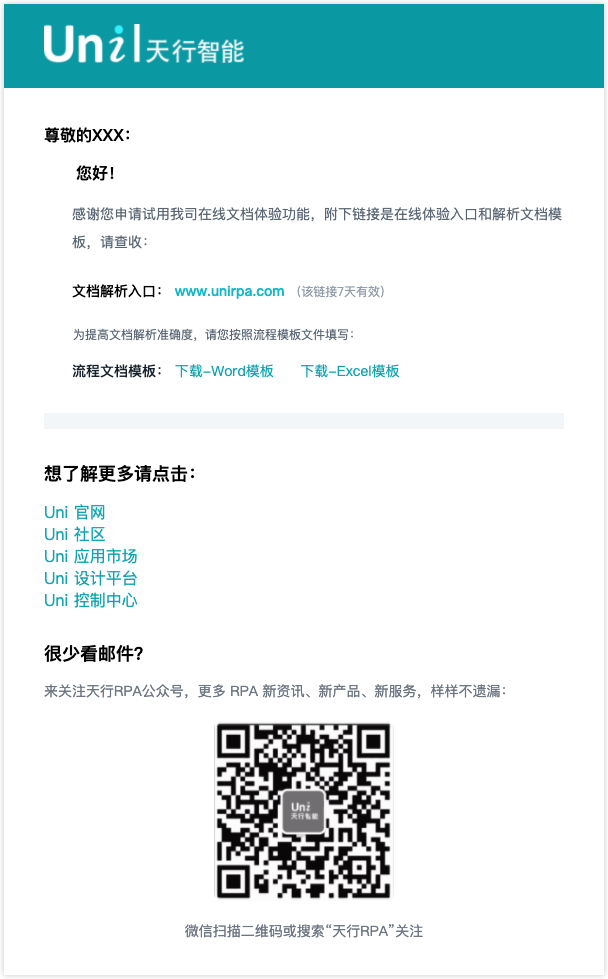 Uni 天行智能
尊敬的XXX：
您好！
感谢您申请试用我司在线文档体验功能，附下链接是在线体验入口和解析文档模
板，请查收：
文档解析入口： www.unirpa.com （该链接7天有效）
为提高文档解析准确度，请您按照流程模板文件填写：
流程文档模板： 下载-Word模板 下载-Excel模板
想了解更多请点击：
Uni 官网
Uni 社区
Uni 应用市场
Uni 设计平台
Uni 控制中心
很少看邮件?
来关注天行RPA公众号，更多 RPA 新资讯、新产品、新服务，样样不遗漏：
Uni
天行智能
微信扫描二维码或搜索“天行RPA”关注